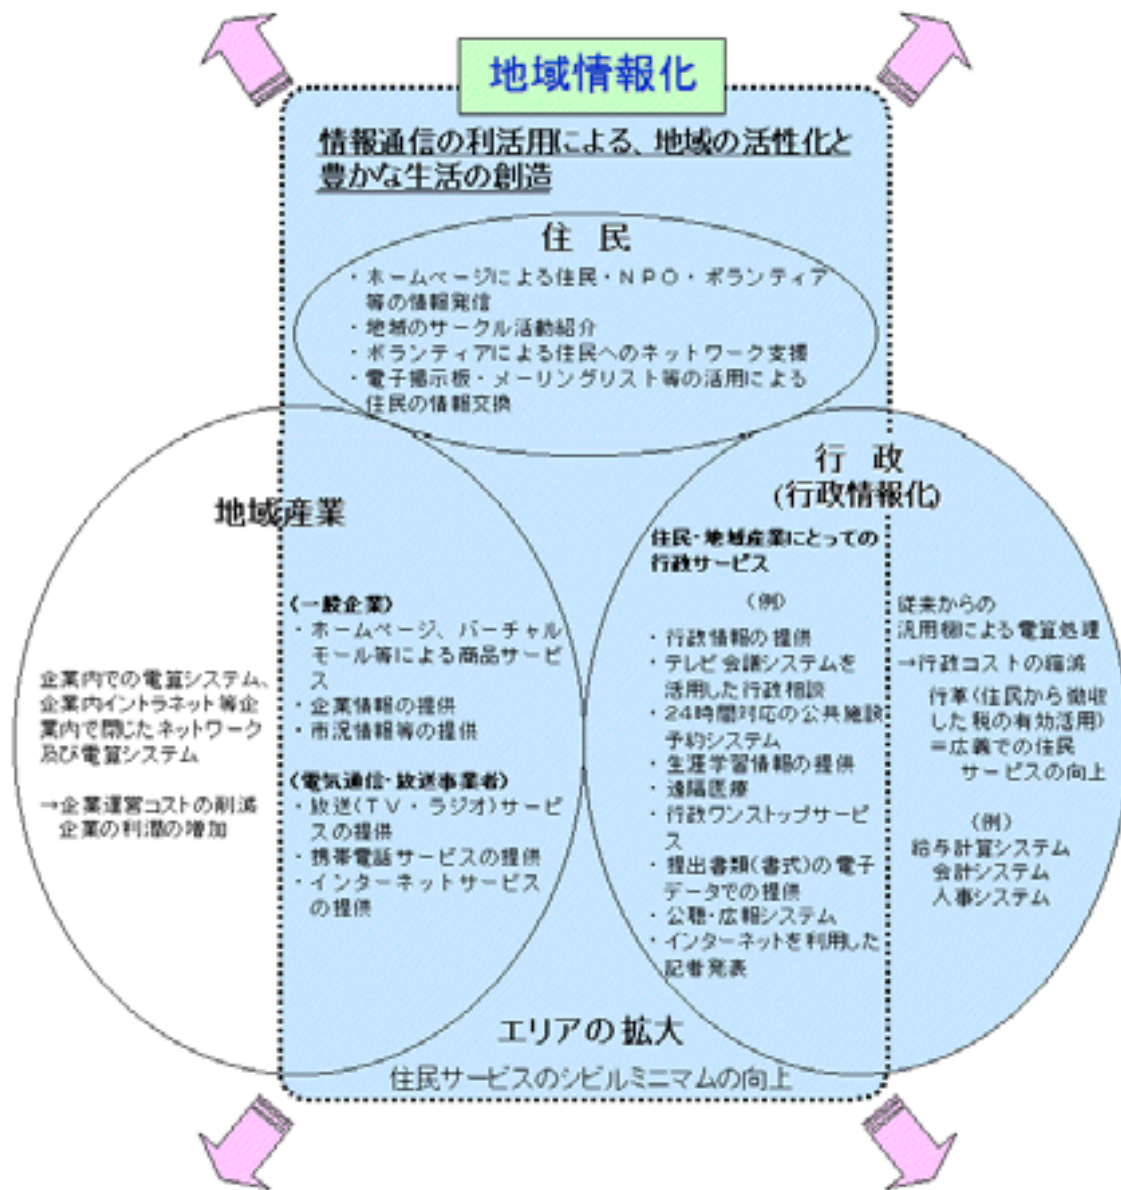 地域情報化
情報通信の利活用による、地域の活性化と
豊かな生活の創造
住 民
・ホームページによる住民・NPO・ボランティア
等の情報発信
・地域のサークル活動紹介
・ボランティアによる住民へのネットワーク支援
・電子掲示板・メーリングリスト等の活用による
住民の情報交換
地域産業
企業内での電算システム、
企業内イントラネット等企
業内で閉じたネットワーク
及び電算システム
→企業運営コストの削減
企業の利潤の増加
(一般企業)
・ホームページ、バーチャル
モール等による商品サービ
ス
・企業情報の提供
・市況情報等の提供
(電気通信・放送事業者)
・放送(TV・ラジオ)サービ
スの提供
・携帯電話サービスの提供
・インターネットサービス
の提供
行 政
(行政情報化)
住民・地域産業にとっての
行政サービス
(例)
・行政情報の提供
・テレビ会議システムを
活用した行政相談
・24時間対応の公共施設
予約システム
・生涯学習情報の提供
・遠隔医療
・行政ワンストップサービ
ス
・提出書類(書式)の電子
データでの提供
・公聴・広報システム
・インターネットを利用した
記者発表
従来からの
汎用機による電算処理
→行政コストの縮減
行革(住民から徴収
した税の有効活用)
=広義での住民
サービスの向上
(例)
給与計算システム
会計システム
人事システム
エリアの拡大
住民サービスのシビルミニマムの向上